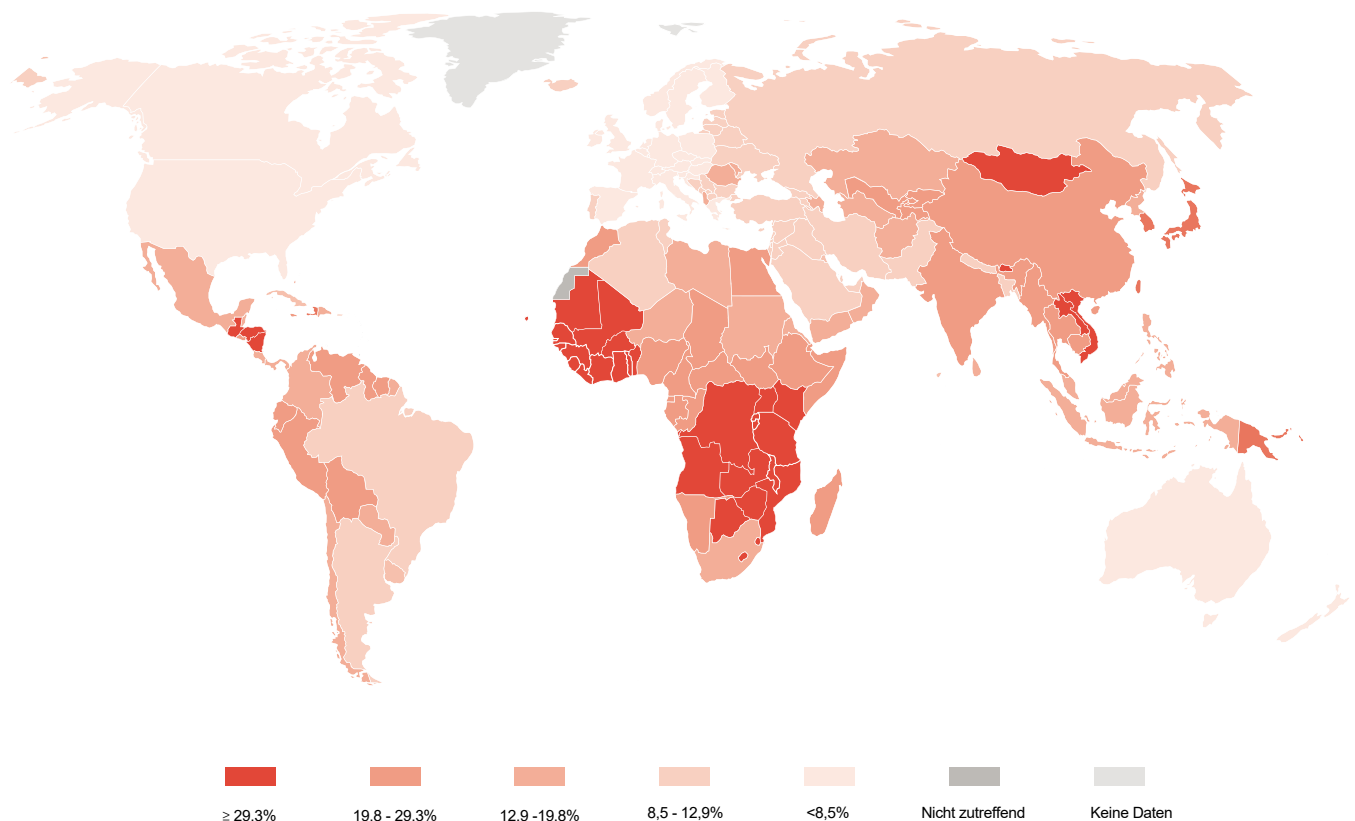 ≥ 29.3%
19.8 - 29.3%
12.9 -19.8%
8,5 - 12,9%
<8,5%
Nicht zutreffend
Keine Daten